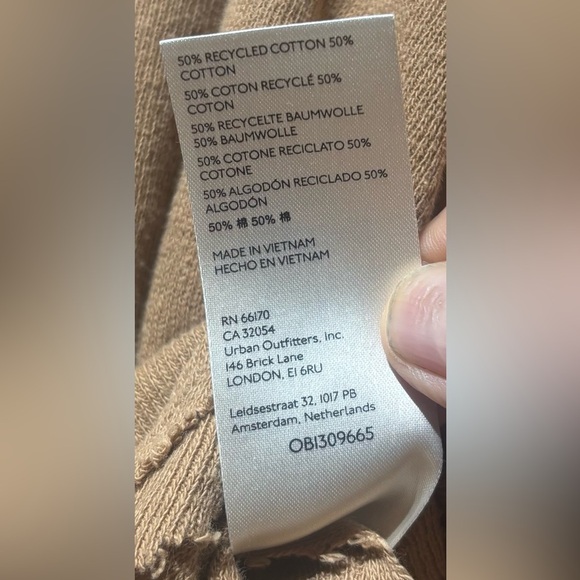 50% RECYCLED COTTON 50%
COTTON
50% COTON RECYCLÉ 50%
COTON
50% RECYCELTE BAUMWOLLE
50% BAUMWOLLE
50% COTONE RECICLATO 50%
COTONE
50% ALGODÓN RECICLADO 50%
ALGODÓN
50% 棉 50% 棉
MADE IN VIETNAM
HECHO EN VIETNAM
RN 66170
CA 32054
Urban Outfitters, Inc.
146 Brick Lane
LONDON, E1 6RU
Leidsestraat 32, 1017 PB
Amsterdam, Netherlands
OB1309665